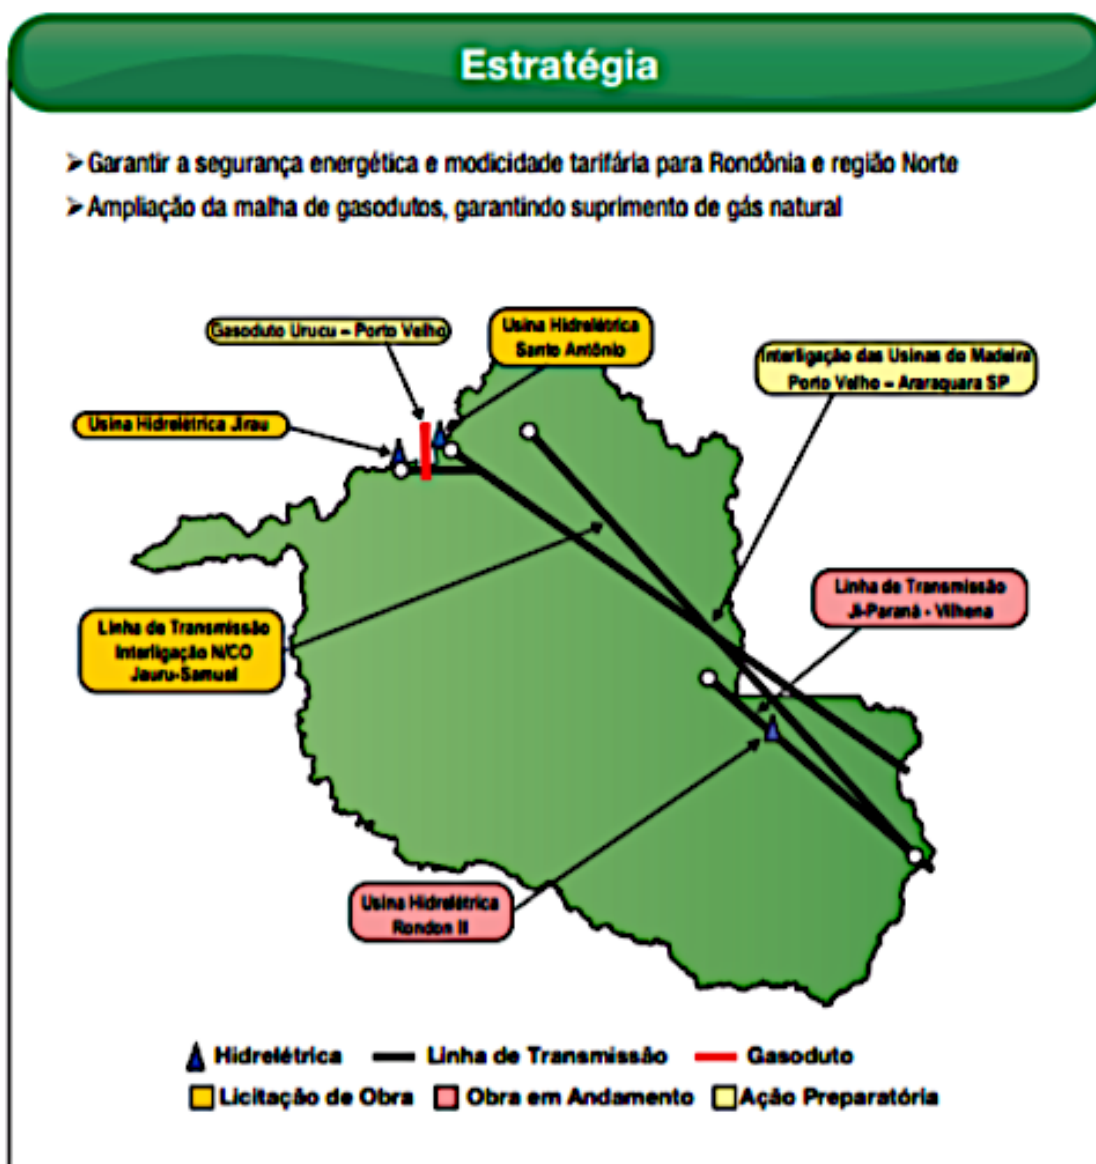 Estratégia
➢Garantir a segurança energética e modicidade tarifária para Rondônia e região Norte
➢Ampliação da malha de gasodutos, garantindo suprimento de gás natural
Gasoduto Urucu – Porto Velho
Usina Hidrelétrica
Santo Antônio
Interligação das Usinas do Madeira
Porto Velho – Araraquara SP
Usina Hidrelétrica Jirau
Linha de Transmissão
Ji-Paraná - Vilhena
Linha de Transmissão
Interligação N/CO
Jauru-Samuel
Usina Hidrelétrica
Rondon II
Hidrelétrica Linha de Transmissão Gasoduto
Licitação de Obra Obra em Andamento Ação Preparatória